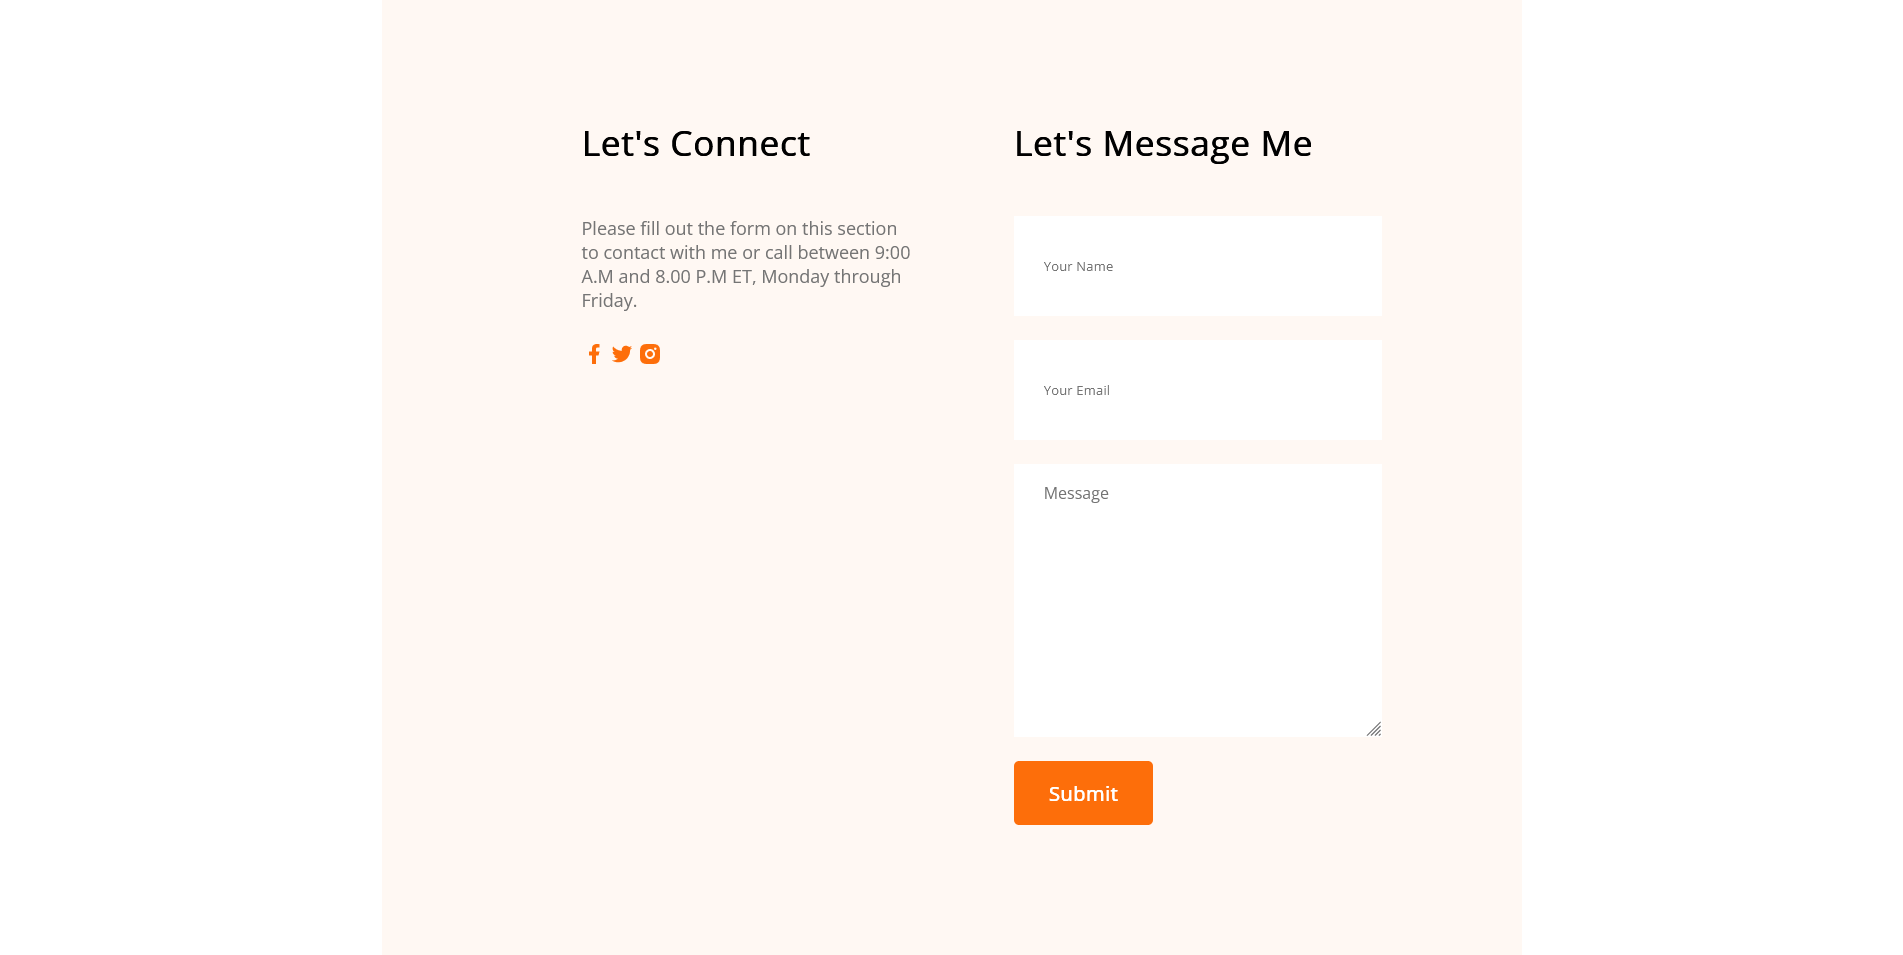 Let's Connect
Please fill out the form on this section
to contact with me or call between 9:00
A.M and 8.00 P.M ET, Monday through
Friday.
Let's Message Me
Your Name
Your Email
Message
Submit